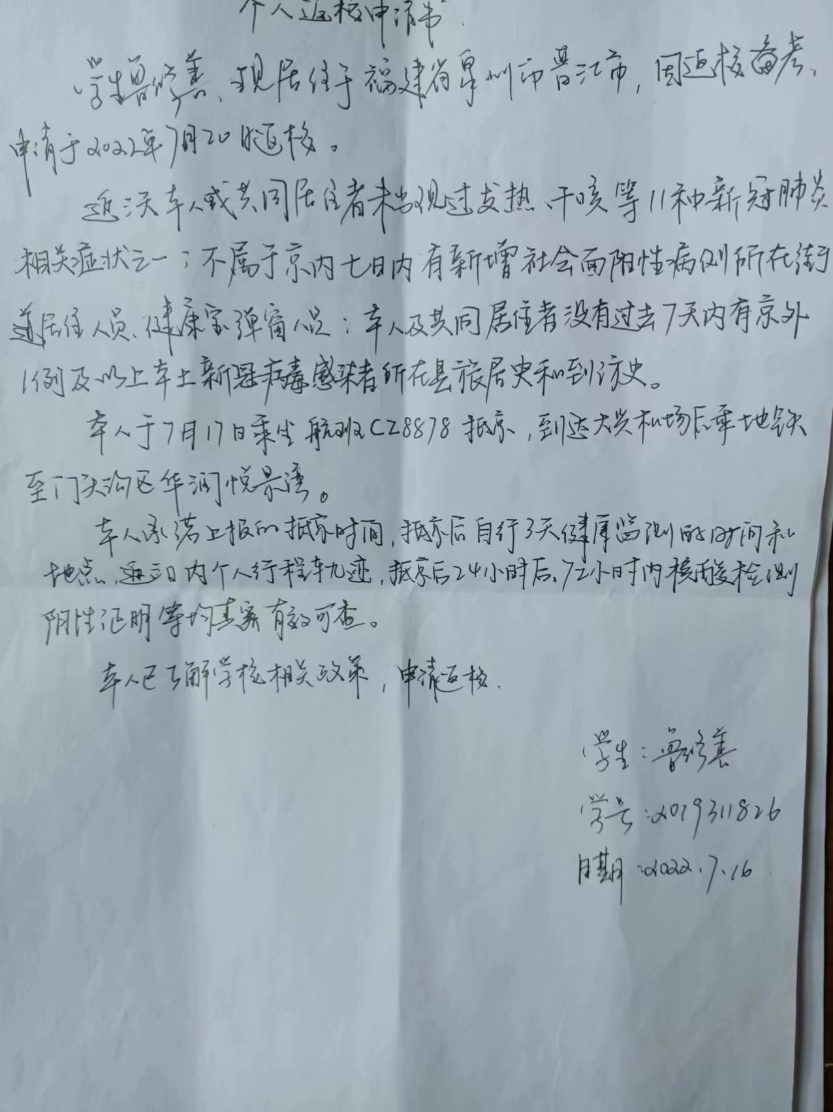 个人返校申请书
学生曾修善,现居住于福建省泉州市晋江市,因返校备考,
申请于2022年7月20日返校。
近三天本人或共同居住者未出现过发热、干咳等11种新冠肺炎
相关症状之一;不属于京内七日内有新增社会面阳性病例所在街
道居住人员、健康宝弹窗人员;本人及共同居住者没有过去7天内有京外
1例及以上本土新冠病毒感染者所在县旅居史和到访史。
本人于7月17日乘坐航班CZ8878抵京,到达大兴机场后乘地铁
至门头沟区华润悦景湾。
本人承诺上报的抵京时间,抵京后自行3天健康监测的时间和
地点,近三日内个人行程轨迹,抵京后24小时后、72小时内核酸检测
阴性证明等均真实有效可查。
本人已了解学校相关政策,申请返校.
学生:曾修善
学号:2019311826
日期:2022.7.16